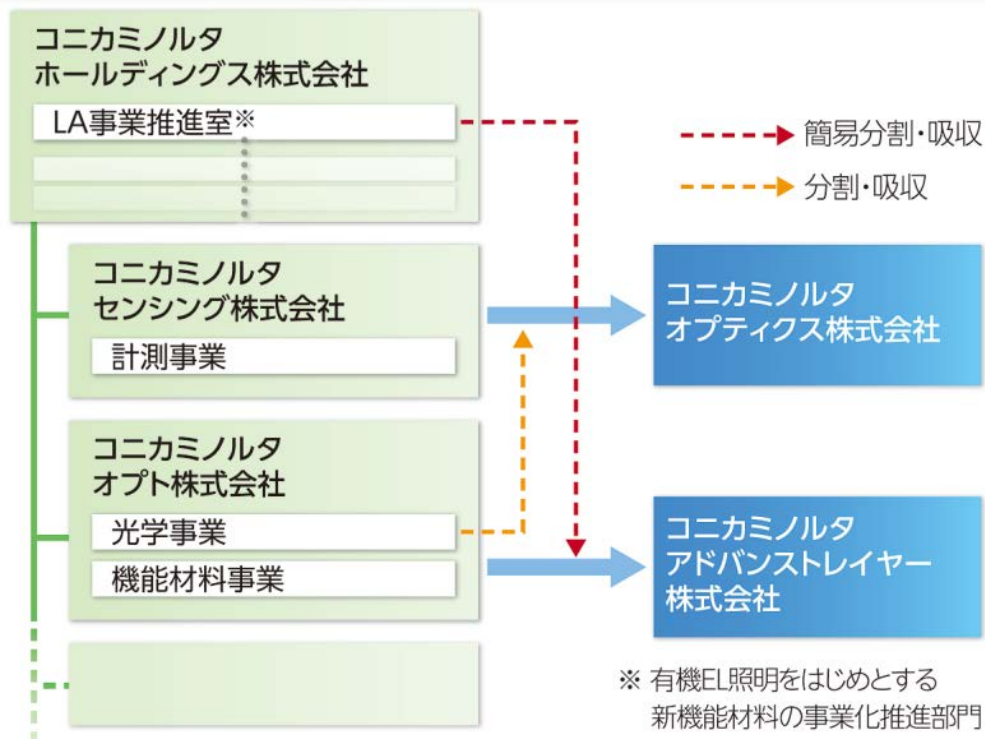 コニカミノルタ
ホールディングス株式会社
LA事業推進室※
簡易分割・吸収
分割・吸収
コニカミノルタ
センシング株式会社
計測事業
コニカミノルタ
オプティクス株式会社
コニカミノルタ
オプト株式会社
光学事業
機能材料事業
コニカミノルタ
アドバンストレイヤー
株式会社
※ 有機EL照明をはじめとする
新機能材料の事業化推進部門